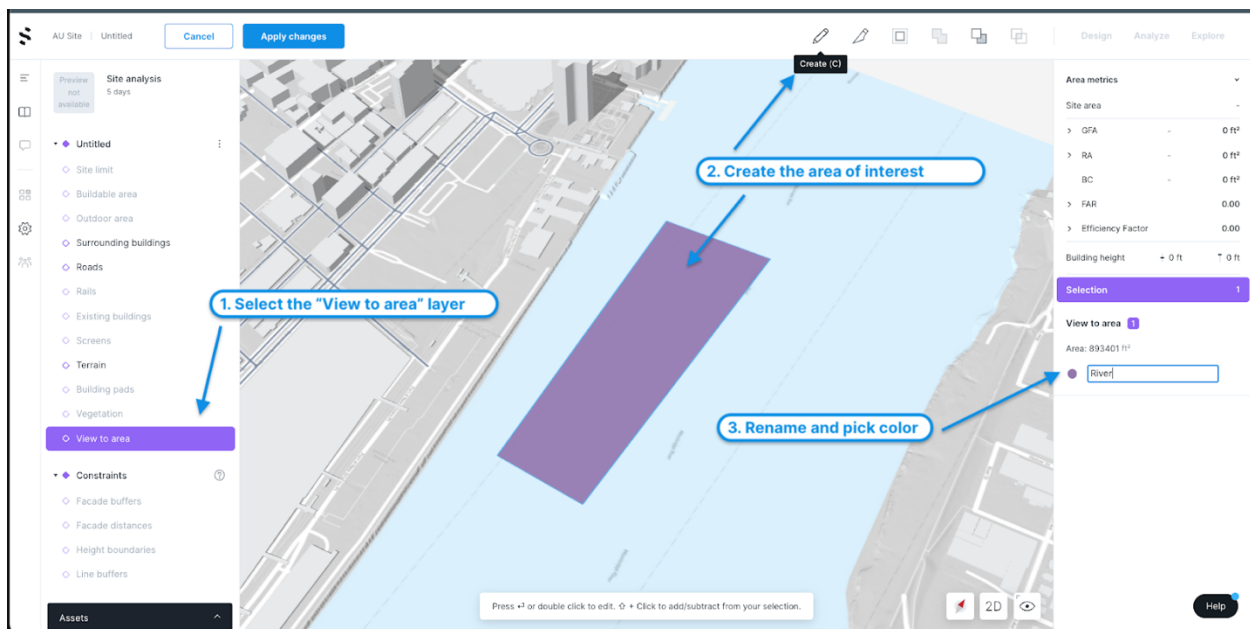 AU Site | Untitled
Cancel
Apply changes
Design
Analyze
Explore
Create (C)
Preview not available
Site analysis
5 days
Untitled
Site limit
Buildable area
Outdoor area
Surrounding buildings
Roads
Rails
Existing buildings
Screens
Terrain
Building pads
Vegetation
View to area
Constraints
Facade buffers
Facade distances
Height boundaries
Line buffers
Assets
1. Select the “View to area” layer
2. Create the area of interest
3. Rename and pick color
Press ⏎ or double click to edit. ⇧ + Click to add/subtract from your selection.
2D
Area metrics
Site area -
GFA - 0 ft²
RA - 0 ft²
BC - 0 ft²
FAR 0.00
Efficiency Factor 0.00
Building height + 0 ft 0 ft
Selection 1
View to area 1
Area: 893401 ft²
River
Help